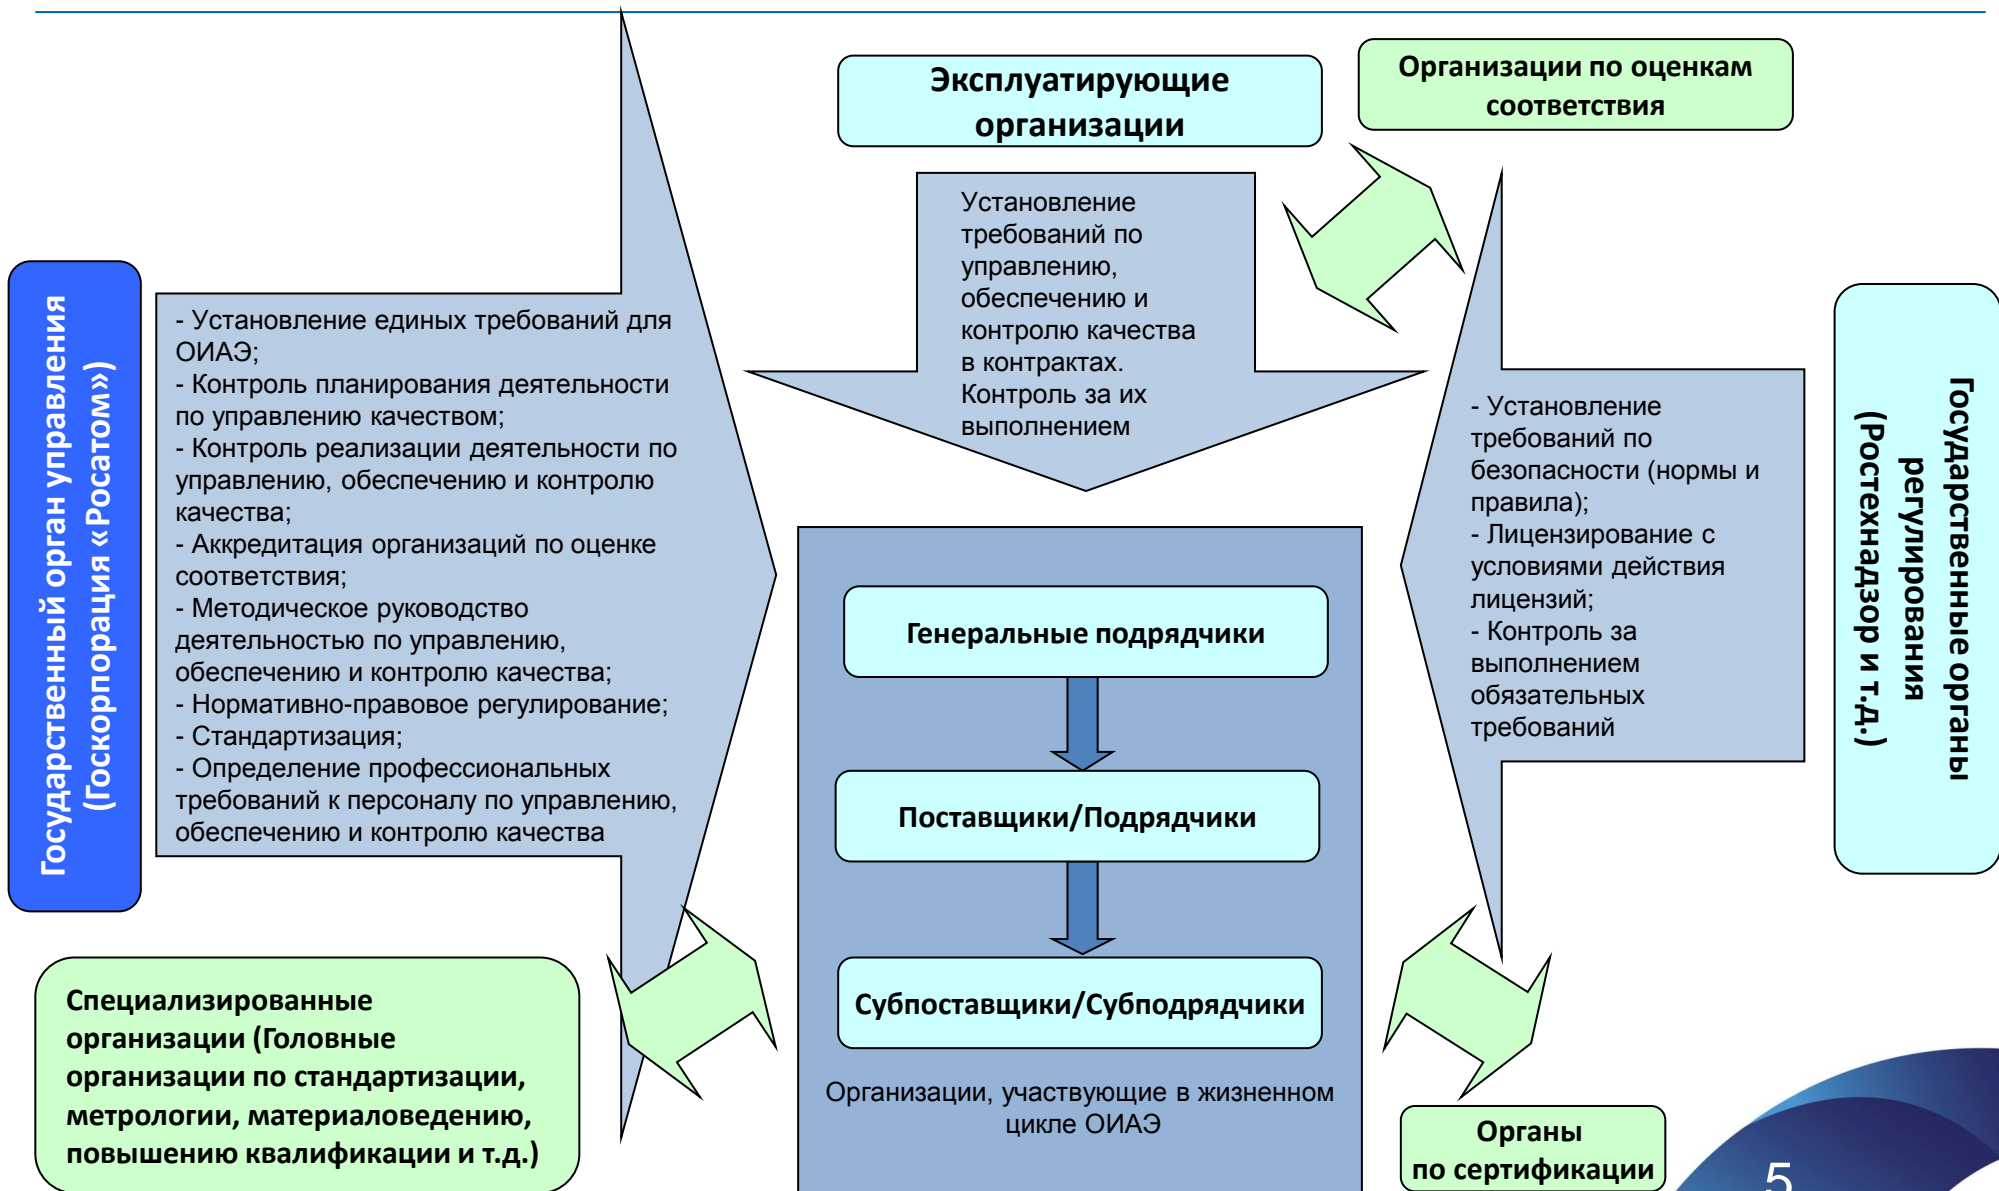 Эксплуатирующие
организации
Организации по оценкам
соответствия
Государственный орган управления
(Госкорпорация «Росатом»)
- Установление единых требований для
ОИАЭ;
- Контроль планирования деятельности
по управлению качеством;
- Контроль реализации деятельности по
управлению, обеспечению и контролю
качества;
- Аккредитация организаций по оценке
соответствия;
- Методическое руководство
деятельностью по управлению,
обеспечению и контролю качества;
- Нормативно-правовое регулирование;
- Стандартизация;
- Определение профессиональных
требований к персоналу по управлению,
обеспечению и контролю качества
Установление
требований по
управлению,
обеспечению и
контролю качества
в контрактах.
Контроль за их
выполнением
- Установление
требований по
безопасности (нормы и
правила);
- Лицензирование с
условиями действия
лицензий;
- Контроль за
выполнением
обязательных
требований
Государственные органы
регулирования
(Ростехнадзор и т.д.)
Генеральные подрядчики
Поставщики/Подрядчики
Субпоставщики/Субподрядчики
Организации, участвующие в жизненном
цикле ОИАЭ
Специализированные
организации (Головные
организации по стандартизации,
метрологии, материаловедению,
повышению квалификации и т.д.)
Органы
по сертификации
5